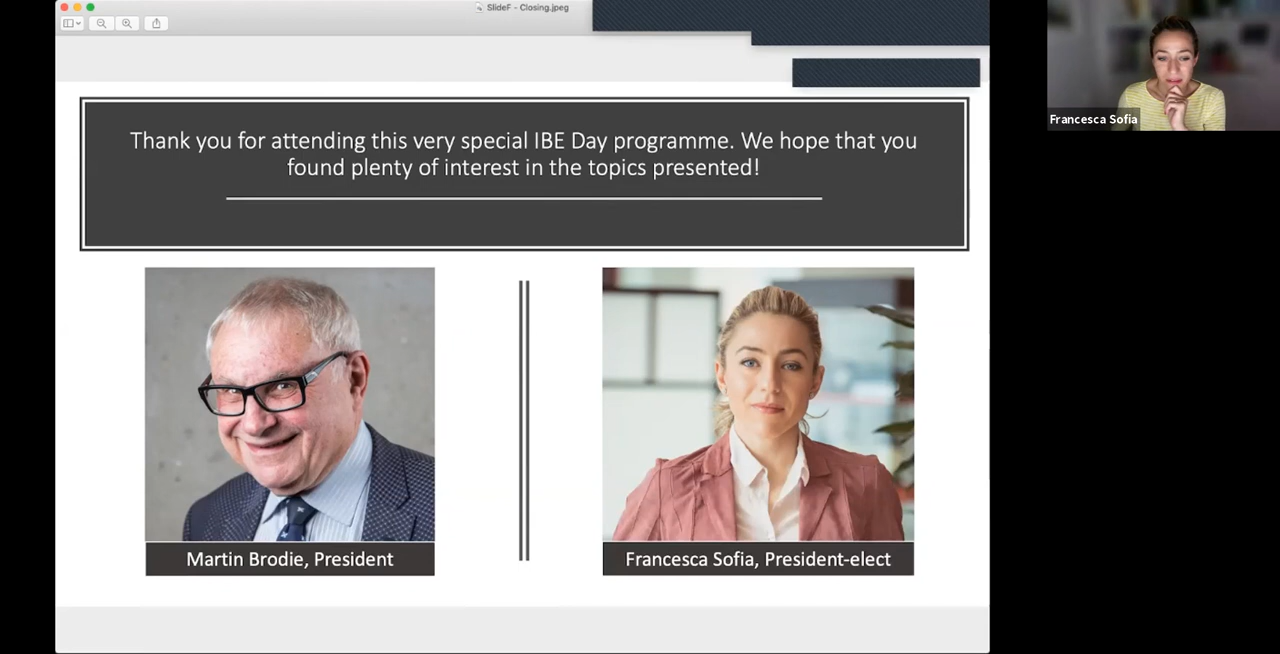 SlideF - Closing.jpeg
Francesca Sofia
Thank you for attending this very special IBE Day programme. We hope that you
found plenty of interest in the topics presented!
Martin Brodie, President
Francesca Sofia, President-elect